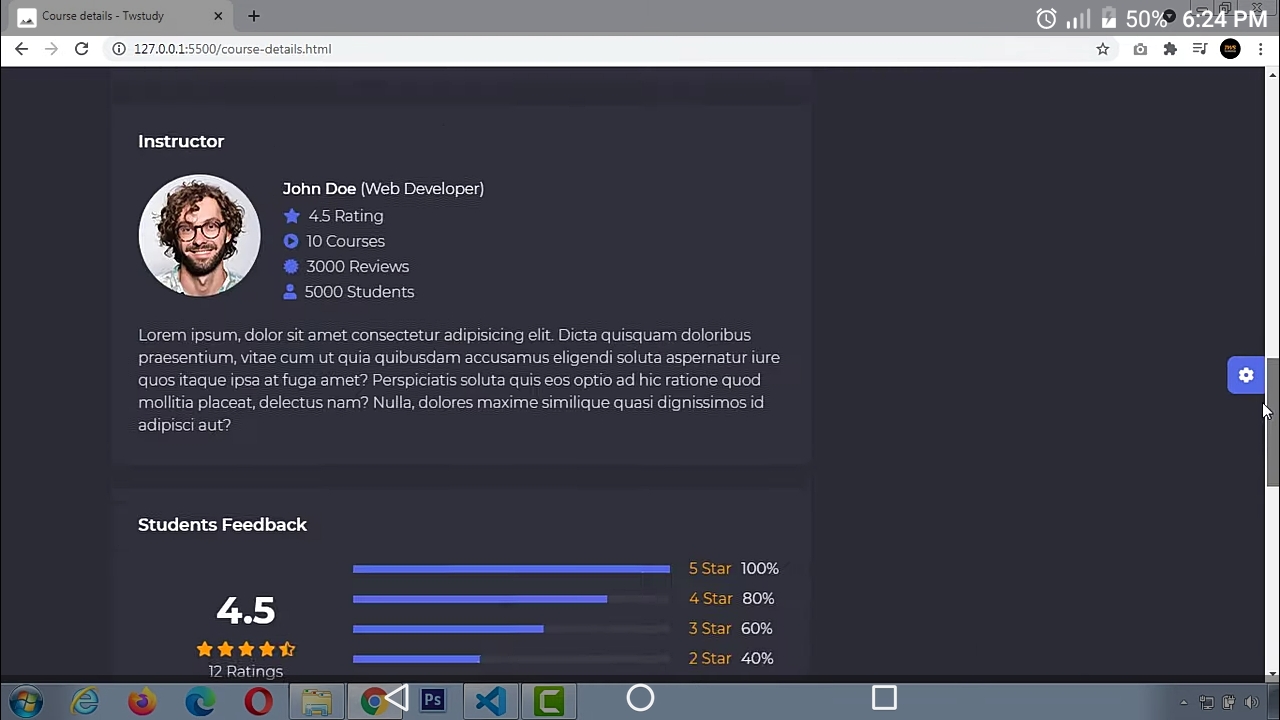 Course details - Twstudy
50% 6:24 PM
127.0.0.1:5500/course-details.html
Instructor
John Doe (Web Developer)
4.5 Rating
10 Courses
3000 Reviews
5000 Students
Lorem ipsum, dolor sit amet consectetur adipisicing elit. Dicta quisquam doloribus
praesentium, vitae cum ut quia quibusdam accusamus eligendi soluta aspernatur iure
quos itaque ipsa at fuga amet? Perspiciatis soluta quis eos optio ad hic ratione quod
mollitia placeat, delectus nam? Nulla, dolores maxime similique quasi dignissimos id
adipisci aut?
Students Feedback
5 Star 100%
4 Star 80%
4.5
3 Star 60%
2 Star 40%
12 Ratings
Ps